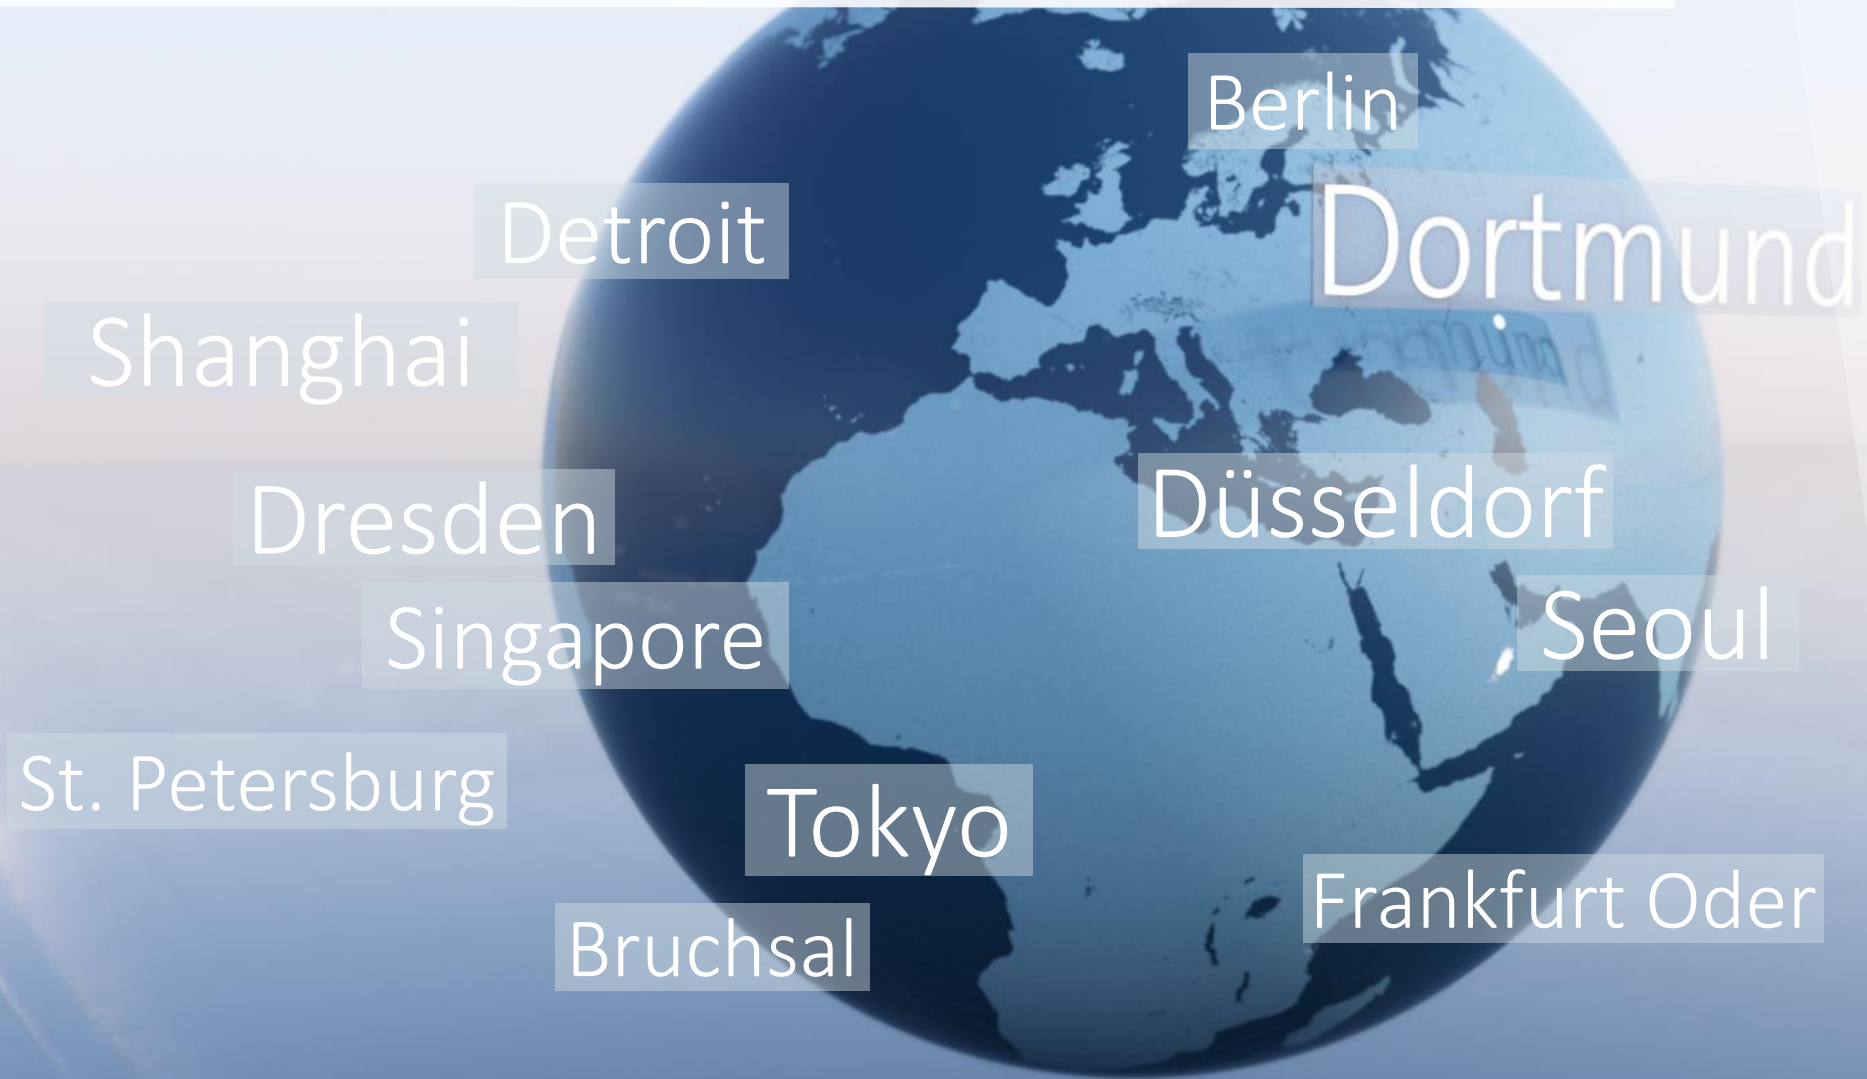 Berlin
Detroit
Dortmund
Shanghai
Dresden
Düsseldorf
Singapore
Seoul
St. Petersburg
Tokyo
Frankfurt Oder
Bruchsal